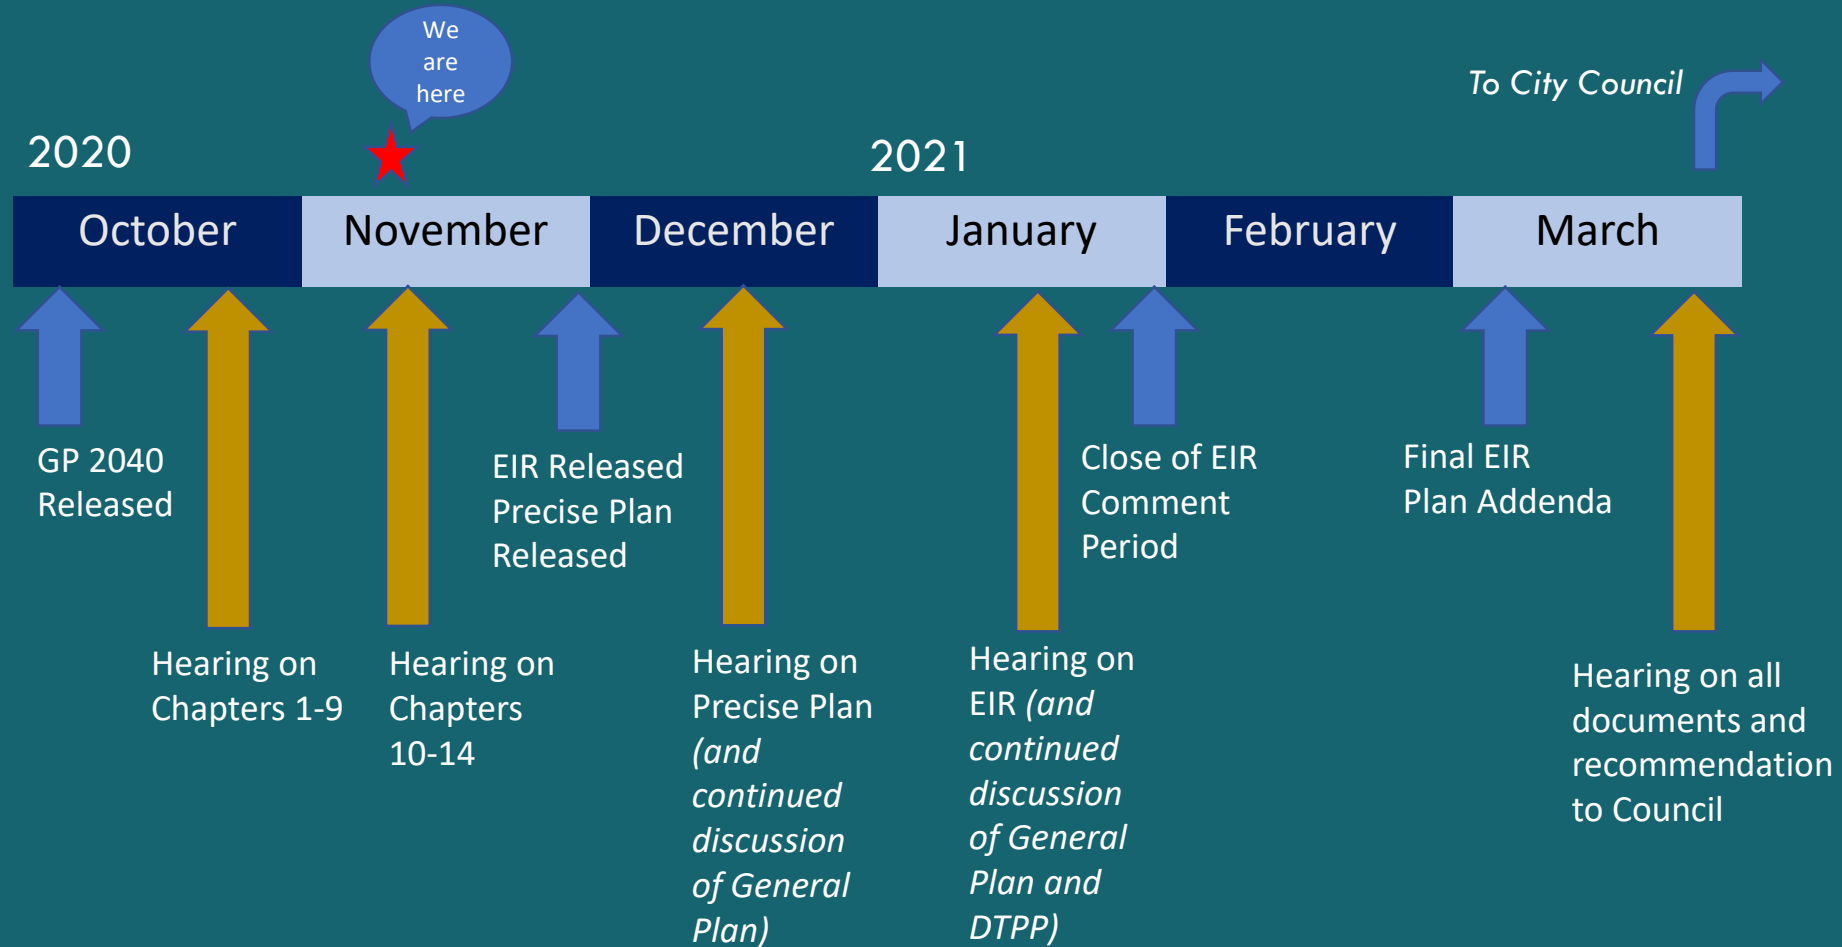 We
are
here
To City Council
2020
2021
October
November
December
January
February
March
GP 2040
Released
EIR Released
Precise Plan
Released
Close of EIR
Comment
Period
Final EIR
Plan Addenda
Hearing on
Chapters 1-9
Hearing on
Chapters
10-14
Hearing on
Precise Plan
(and
continued
discussion
of General
Plan)
Hearing on
EIR (and
continued
discussion
of General
Plan and
DTPP)
Hearing on all
documents and
recommendation
to Council